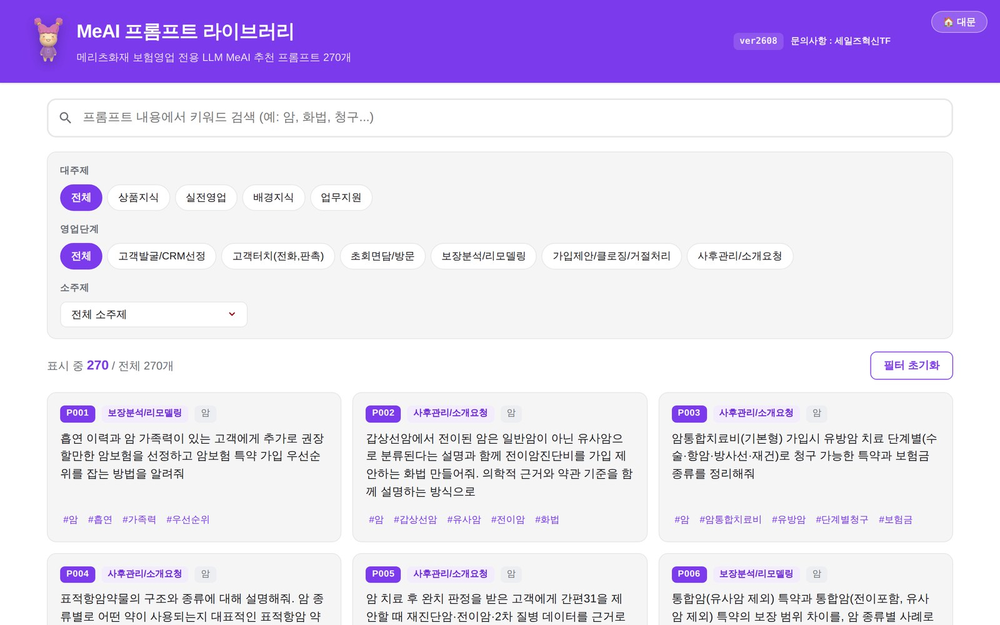 MeAI 프롬프트 라이브러리
메리츠화재 보험영업 전용 LLM MeAI 추천 프롬프트 270개
ver2608
문의사항 : 세일즈혁신TF
대문
프롬프트 내용에서 키워드 검색 (예: 암, 화법, 청구...)
대주제
전체 상품지식 실전영업 배경지식 업무지원
영업단계
전체 고객발굴/CRM선정 고객터치(전화,판촉) 초회면담/방문 보장분석/리모델링 가입제안/클로징/거절처리 사후관리/소개요청
소주제
전체 소주제
표시 중 270 / 전체 270개
필터 초기화
P001 보장분석/리모델링 암
흡연 이력과 암 가족력이 있는 고객에게 추가로 권장
할만한 암보험을 선정하고 암보험 특약 가입 우선순
위를 잡는 방법을 알려줘
#암 #흡연 #가족력 #우선순위
P002 사후관리/소개요청 암
갑상선암에서 전이된 암은 일반암이 아닌 유사암으
로 분류된다는 설명과 함께 전이암진단비를 가입 제
안하는 화법 만들어줘. 의학적 근거와 약관 기준을 함
께 설명하는 방식으로
#암 #갑상선암 #유사암 #전이암 #화법
P003 사후관리/소개요청 암
암통합치료비(기본형) 가입시 유방암 치료 단계별(수
술·항암·방사선·재건)로 청구 가능한 특약과 보험금
종류를 정리해줘
#암 #암통합치료비 #유방암 #단계별청구 #보험금
P004 사후관리/소개요청 암
표적항암약물의 구조와 종류에 대해 설명해줘. 암 종
류별로 어떤 약이 사용되는지 대표적인 표적항암 약
P005 사후관리/소개요청 암
암 치료 후 완치 판정을 받은 고객에게 간편31을 제
안할 때 재진단암·전이암·2차 질병 데이터를 근거로
P006 보장분석/리모델링 암
통합암(유사암 제외) 특약과 통합암(전이포함, 유사
암 제외) 특약의 보장 범위 차이를, 암 종류별 사례로